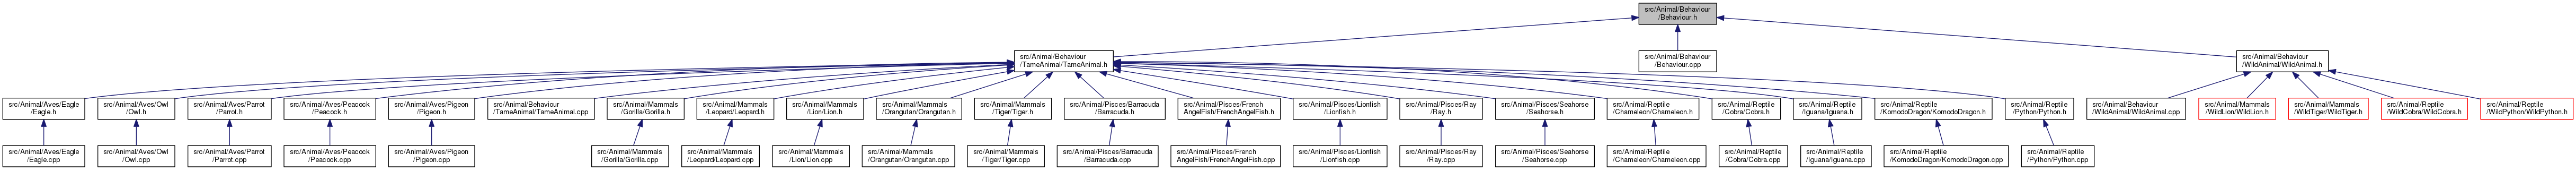 src/Animal/Behaviour
/Behaviour.h
src/Animal/Behaviour
/TameAnimal/TameAnimal.h
src/Animal/Behaviour
/Behaviour.cpp
src/Animal/Behaviour
/WildAnimal/WildAnimal.h
src/Animal/Aves/Eagle
/Eagle.h
src/Animal/Aves/Owl
/Owl.h
src/Animal/Aves/Parrot
/Parrot.h
src/Animal/Aves/Peacock
/Peacock.h
src/Animal/Aves/Pigeon
/Pigeon.h
src/Animal/Behaviour
/TameAnimal/TameAnimal.cpp
src/Animal/Mammals
/Gorilla/Gorilla.h
src/Animal/Mammals
/Leopard/Leopard.h
src/Animal/Mammals
/Lion/Lion.h
src/Animal/Mammals
/Orangutan/Orangutan.h
src/Animal/Mammals
/Tiger/Tiger.h
src/Animal/Pisces/Barracuda
/Barracuda.h
src/Animal/Pisces/French
AngelFish/FrenchAngelFish.h
src/Animal/Pisces/Lionfish
/Lionfish.h
src/Animal/Pisces/Ray
/Ray.h
src/Animal/Pisces/Seahorse
/Seahorse.h
src/Animal/Reptile
/Chameleon/Chameleon.h
src/Animal/Reptile
/Cobra/Cobra.h
src/Animal/Reptile
/Iguana/Iguana.h
src/Animal/Reptile
/KomodoDragon/KomodoDragon.h
src/Animal/Reptile
/Python/Python.h
src/Animal/Behaviour
/WildAnimal/WildAnimal.cpp
src/Animal/Mammals
/WildLion/WildLion.h
src/Animal/Mammals
/WildTiger/WildTiger.h
src/Animal/Reptile
/WildCobra/WildCobra.h
src/Animal/Reptile
/WildPython/WildPython.h
src/Animal/Aves/Eagle
/Eagle.cpp
src/Animal/Aves/Owl
/Owl.cpp
src/Animal/Aves/Parrot
/Parrot.cpp
src/Animal/Aves/Peacock
/Peacock.cpp
src/Animal/Aves/Pigeon
/Pigeon.cpp
src/Animal/Mammals
/Gorilla/Gorilla.cpp
src/Animal/Mammals
/Leopard/Leopard.cpp
src/Animal/Mammals
/Lion/Lion.cpp
src/Animal/Mammals
/Orangutan/Orangutan.cpp
src/Animal/Mammals
/Tiger/Tiger.cpp
src/Animal/Pisces/Barracuda
/Barracuda.cpp
src/Animal/Pisces/French
AngelFish/FrenchAngelFish.cpp
src/Animal/Pisces/Lionfish
/Lionfish.cpp
src/Animal/Pisces/Ray
/Ray.cpp
src/Animal/Pisces/Seahorse
/Seahorse.cpp
src/Animal/Reptile
/Chameleon/Chameleon.cpp
src/Animal/Reptile
/Cobra/Cobra.cpp
src/Animal/Reptile
/Iguana/Iguana.cpp
src/Animal/Reptile
/KomodoDragon/KomodoDragon.cpp
src/Animal/Reptile
/Python/Python.cpp